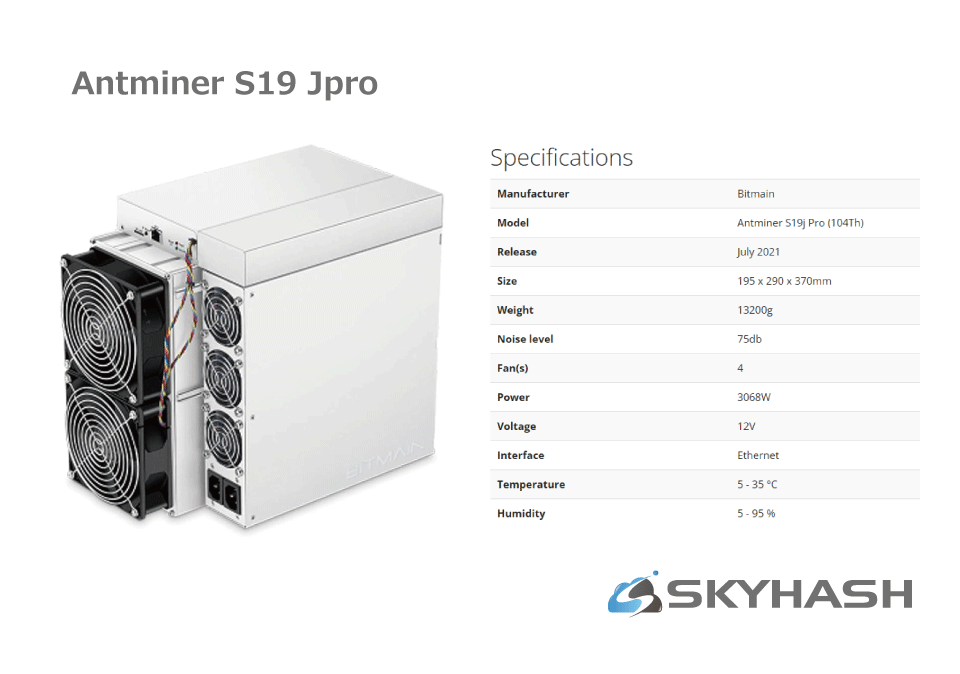 Antminer S19 Jpro
Specifications
Manufacturer Bitmain
Model Antminer S19j Pro (104Th)
Release July 2021
Size 195 x 290 x 370mm
Weight 13200g
Noise level 75db
Fan(s) 4
Power 3068W
Voltage 12V
Interface Ethernet
Temperature 5 - 35 °C
Humidity 5 - 95 %
BITMAIN
SKYHASH